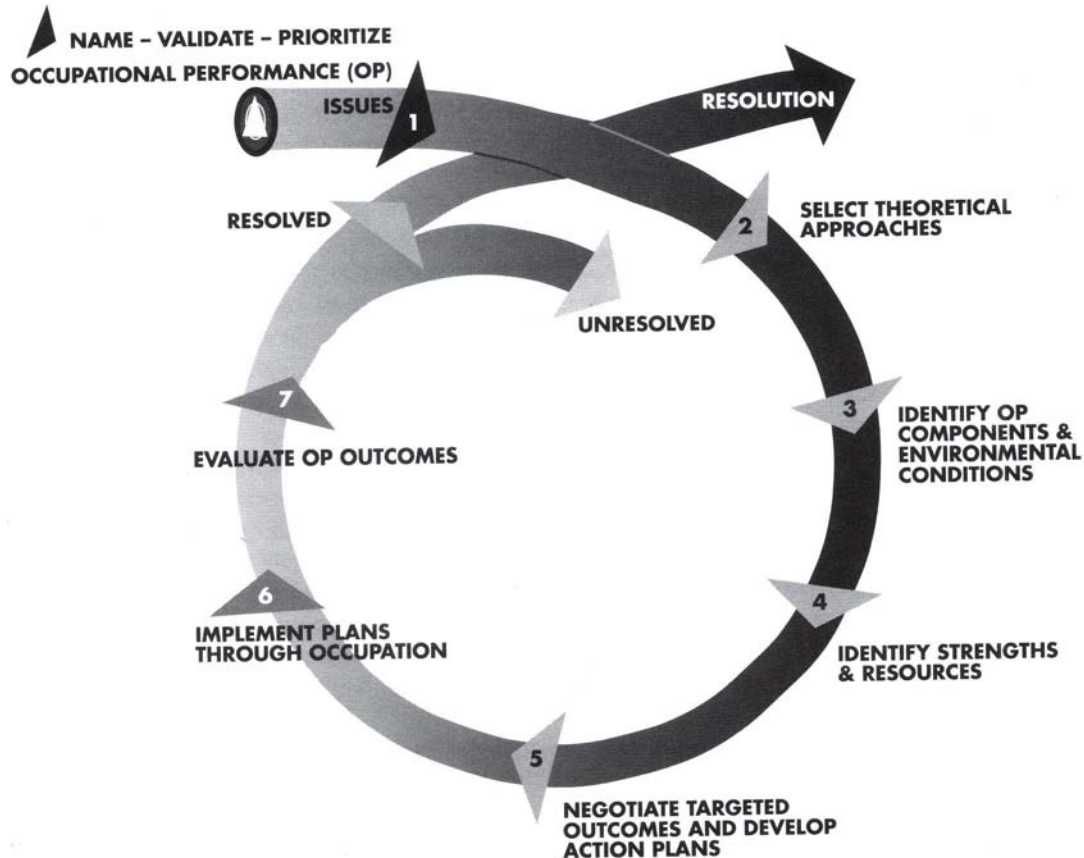 NAME – VALIDATE – PRIORITIZE
OCCUPATIONAL PERFORMANCE (OP)
ISSUES
1
RESOLUTION
2
SELECT THEORETICAL
APPROACHES
RESOLVED
UNRESOLVED
3
IDENTIFY OP
COMPONENTS &
ENVIRONMENTAL
CONDITIONS
7
EVALUATE OP OUTCOMES
4
IDENTIFY STRENGTHS
& RESOURCES
6
IMPLEMENT PLANS
THROUGH OCCUPATION
5
NEGOTIATE TARGETED
OUTCOMES AND DEVELOP
ACTION PLANS